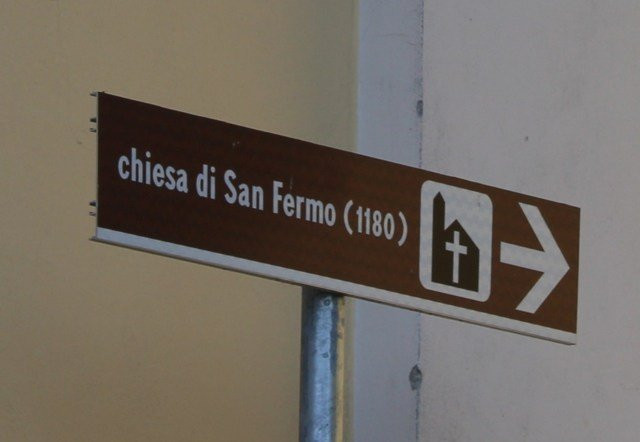 chiesa di San Fermo (1180)